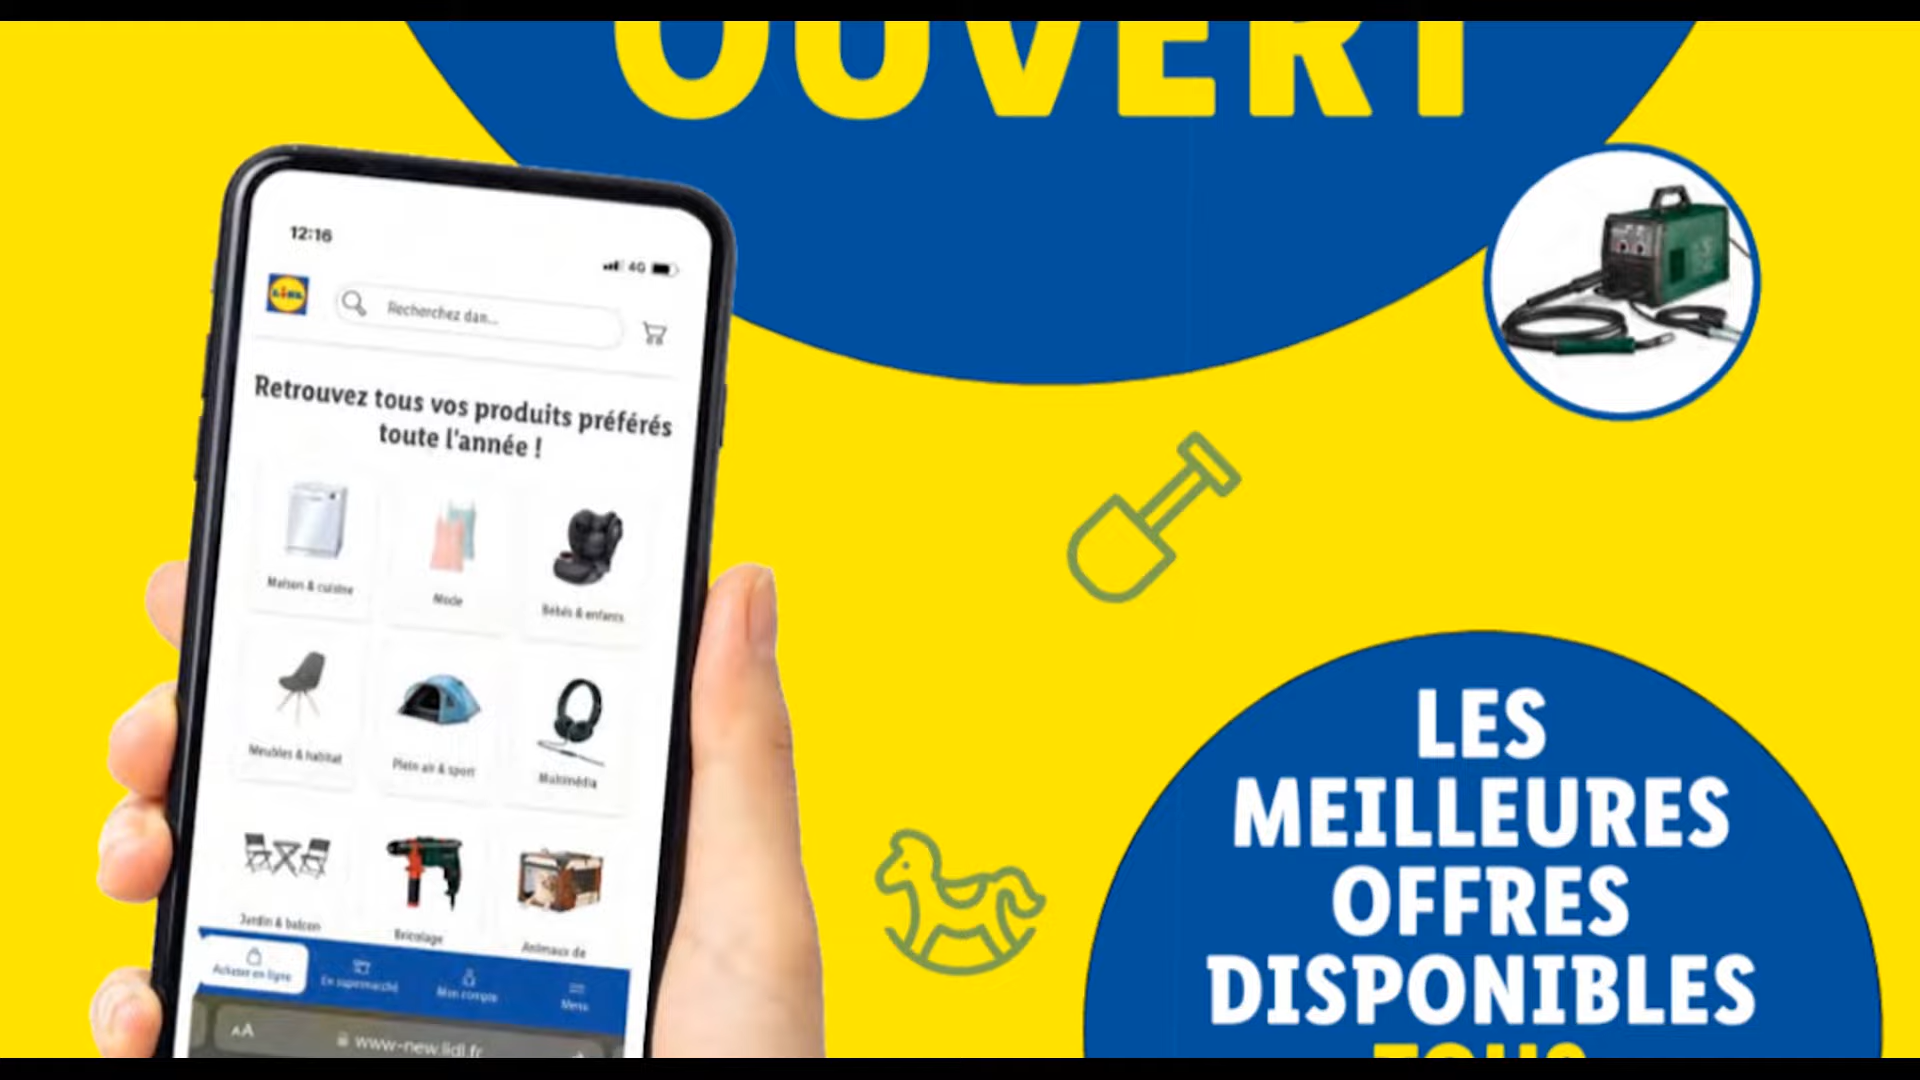 OUVERT
12:16
4G
LIDL
Recherchez dan...
Retrouvez tous vos produits préférés
toute l'année !
Maison & cuisine
Mode
Bébés & enfants
Meubles & habitat
Plein air & sport
Multimédia
Jardin & balcon
Bricolage
Animaux de
Acheter en ligne
En supermarché
Mon compte
Menu
AA
www-new.lidl.fr
LES
MEILLEURES
OFFRES
DISPONIBLES
TOUS